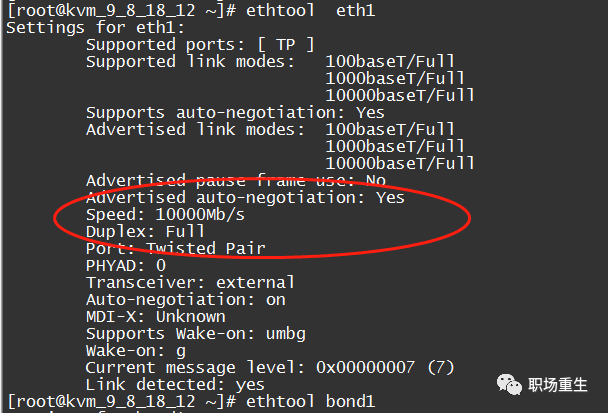 [root@kvm_9_8_18_12 ~]# ethtool  eth1
Settings for eth1:
Supported ports: [ TP ]
Supported link modes:   100baseT/Full
1000baseT/Full
10000baseT/Full
Supports auto-negotiation: Yes
Advertised link modes:  100baseT/Full
1000baseT/Full
10000baseT/Full
Advertised pause frame use: No
Advertised auto-negotiation: Yes
Speed: 10000Mb/s
Duplex: Full
Port: Twisted Pair
PHYAD: 0
Transceiver: external
Auto-negotiation: on
MDI-X: Unknown
Supports Wake-on: umbg
Wake-on: g
Current message level: 0x00000007 (7)
Link detected: yes
职场重生
[root@kvm_9_8_18_12 ~]# ethtool bond1